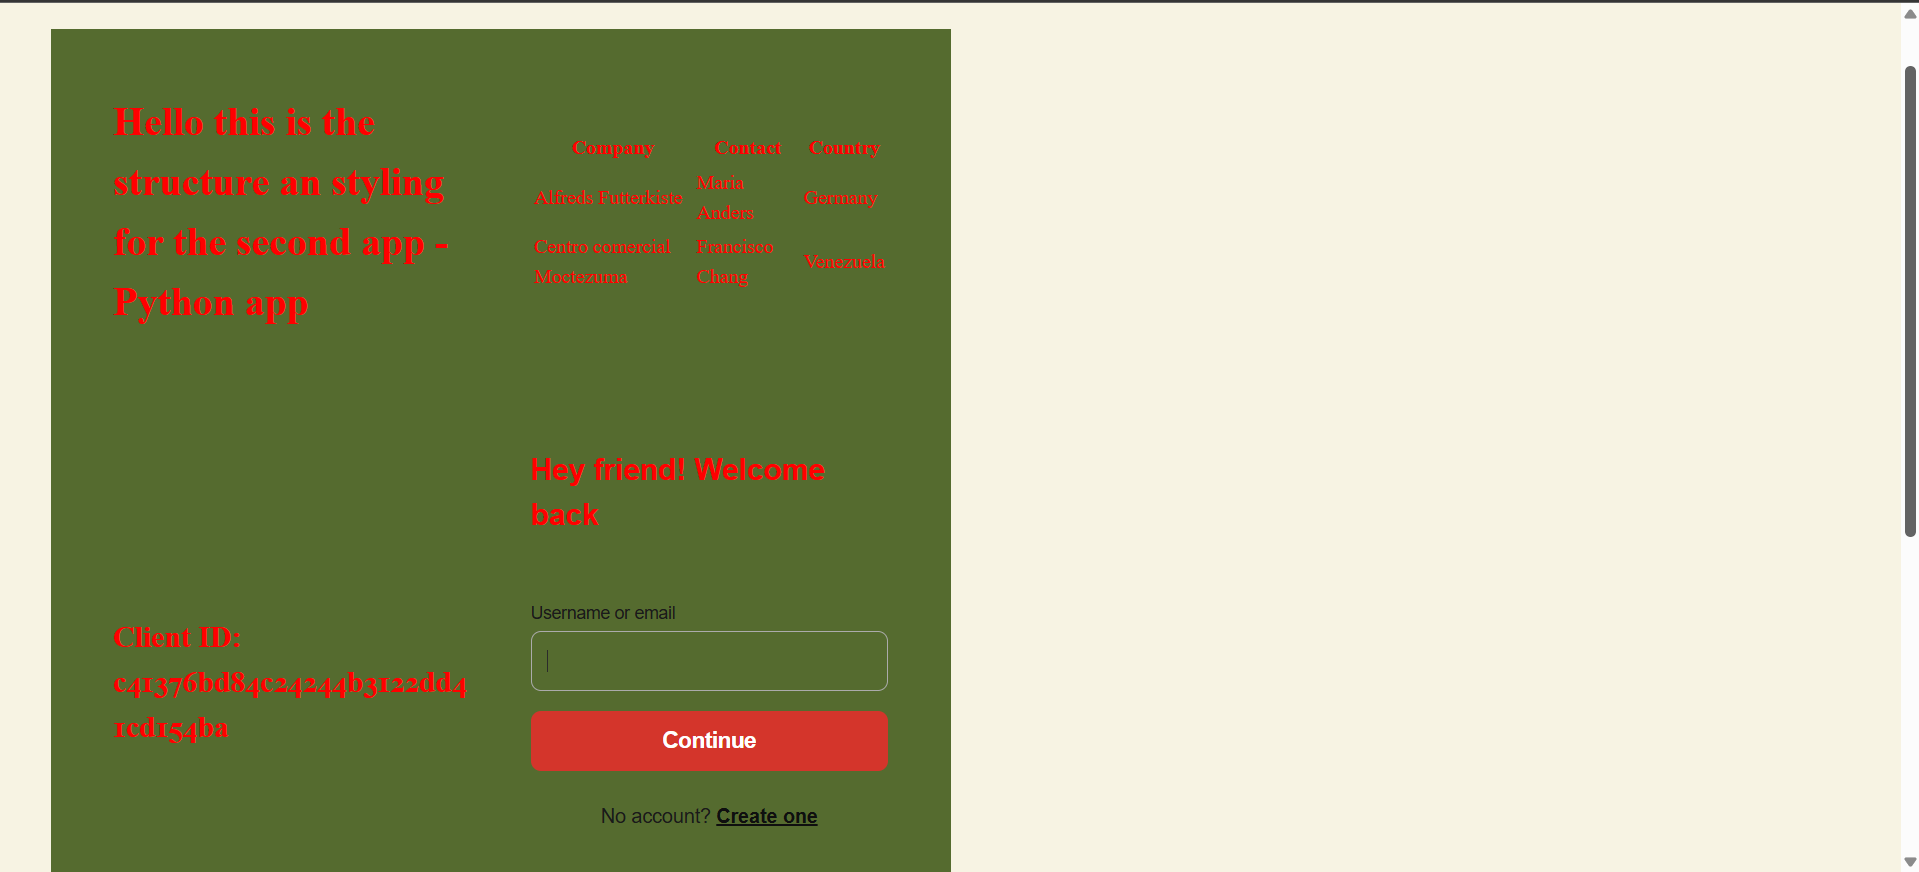 Hello this is the
structure an styling
for the second app -
Python app
Company Contact Country
Alfreds Futterkiste Maria Anders Germany
Centro comercial Moctezuma Francisco Chang Venezuela
Hey friend! Welcome
back
Client ID:
c41376bd84c24244b3122dd4
1cd154ba
Username or email
Continue
No account? Create one